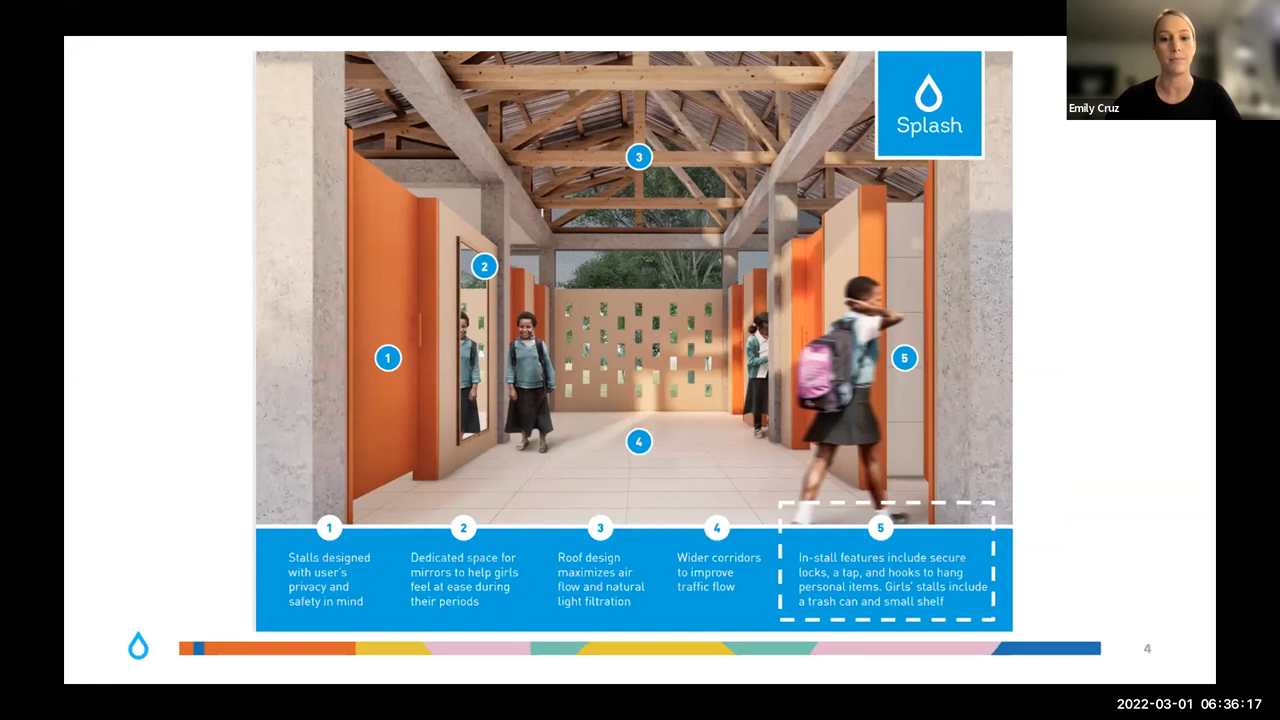 Emily Cruz
Splash
3
2
1
5
4
1
Stalls designed
with user's
privacy and
safety in mind
2
Dedicated space for
mirrors to help girls
feel at ease during
their periods
3
Roof design
maximizes air
flow and natural
light filtration
4
Wider corridors
to improve
traffic flow
5
In-stall features include secure
locks, a tap, and hooks to hang
personal items. Girls' stalls include
a trash can and small shelf
4
2022-03-01 06:36:17